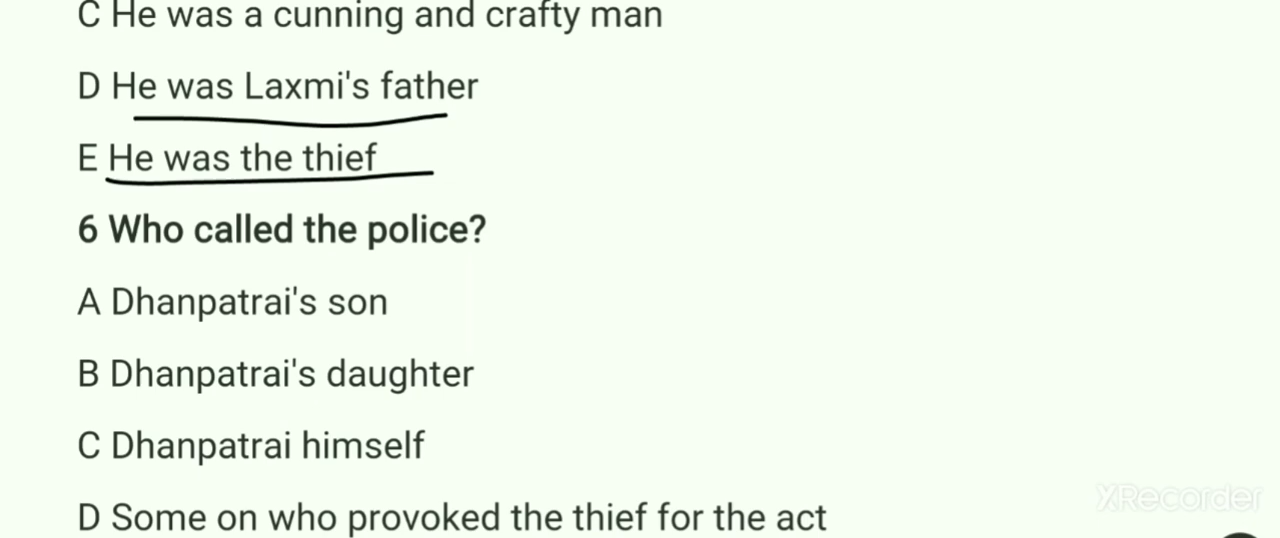 C He was a cunning and crafty man
D He was Laxmi's father
E He was the thief
6 Who called the police?
A Dhanpatrai's son
B Dhanpatrai's daughter
C Dhanpatrai himself
D Some on who provoked the thief for the act
XRecorder